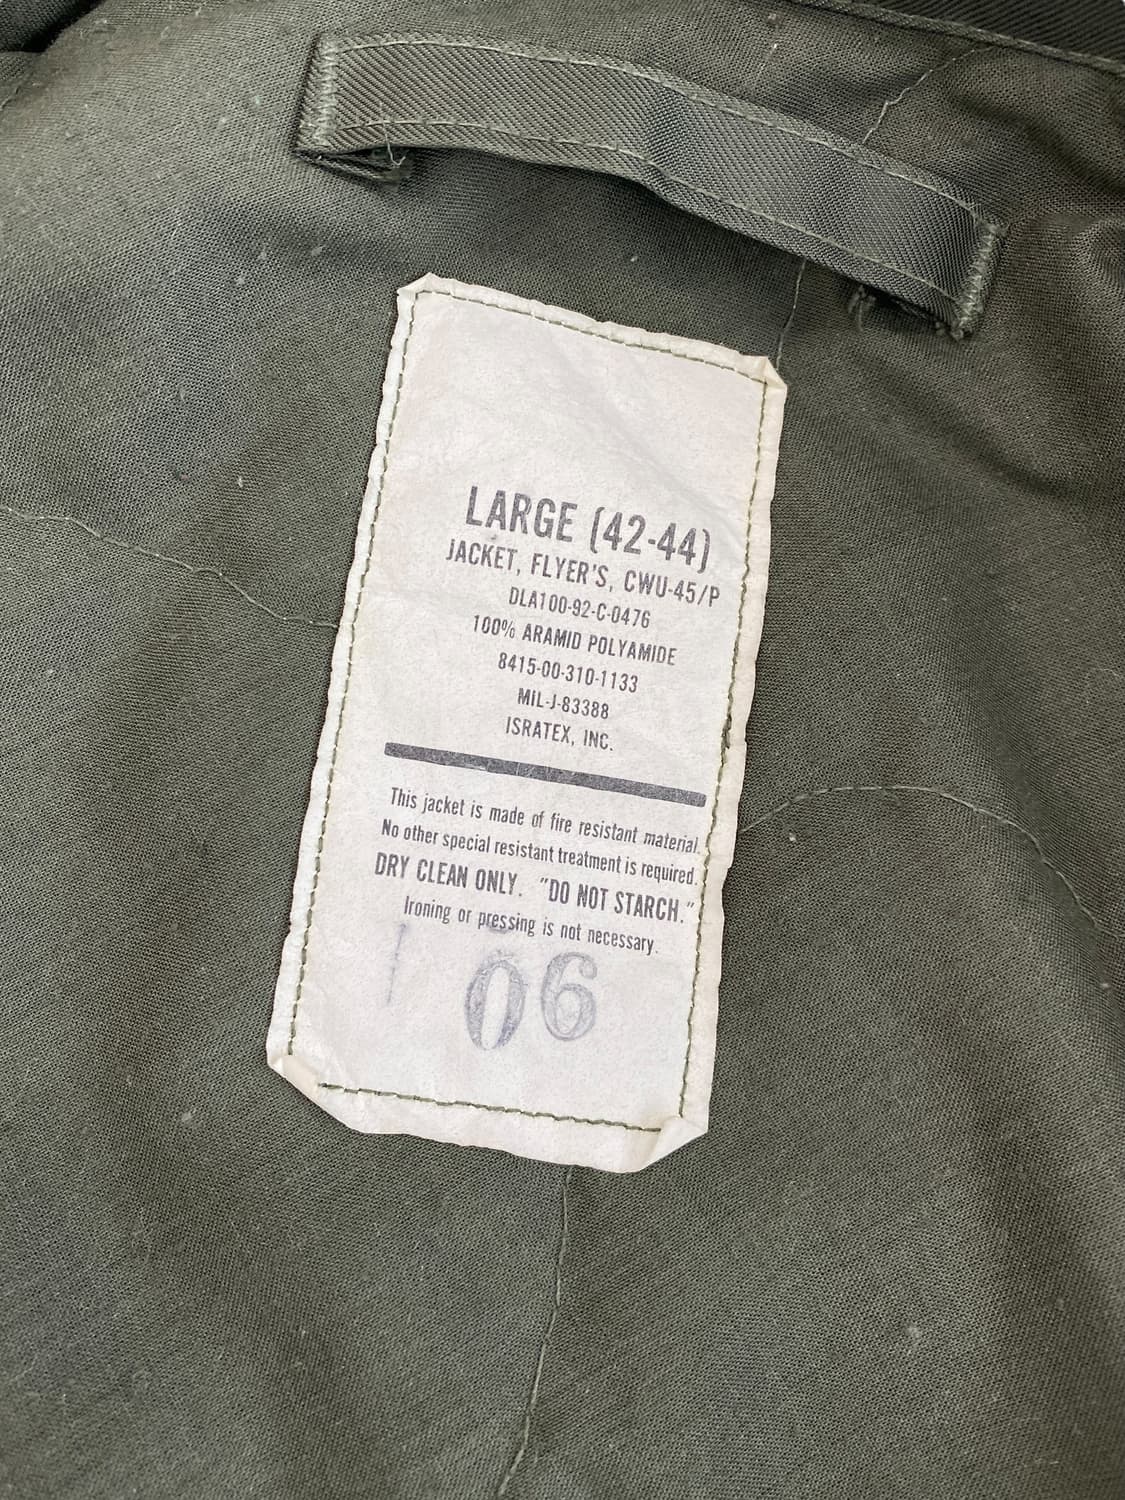 LARGE (42-44)
JACKET, FLYER'S, CWU-45/P
DLA100-92-C-0476
100% ARAMID POLYAMIDE
8415-00-310-1133
MIL-J-83388
ISRATEX, INC.
This jacket is made of fire resistant material.
No other special resistant treatment is required.
DRY CLEAN ONLY. "DO NOT STARCH."
Ironing or pressing is not necessary.
06